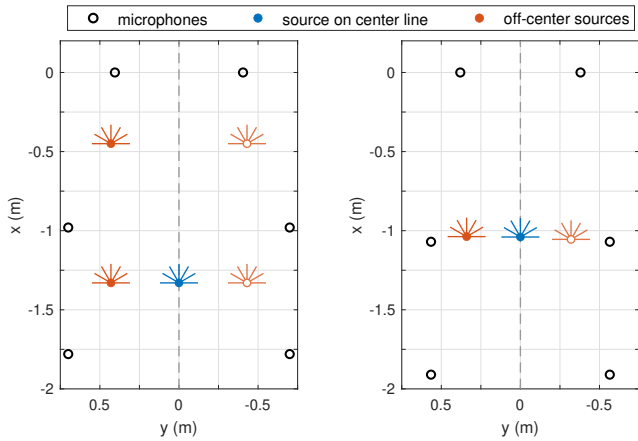 microphones source on center line off-center sources
0 0
-0.5 -0.5
x (m) x (m)
-1 -1
-1.5 -1.5
-2 -2
0.5 0 -0.5 0.5 0 -0.5
y (m) y (m)